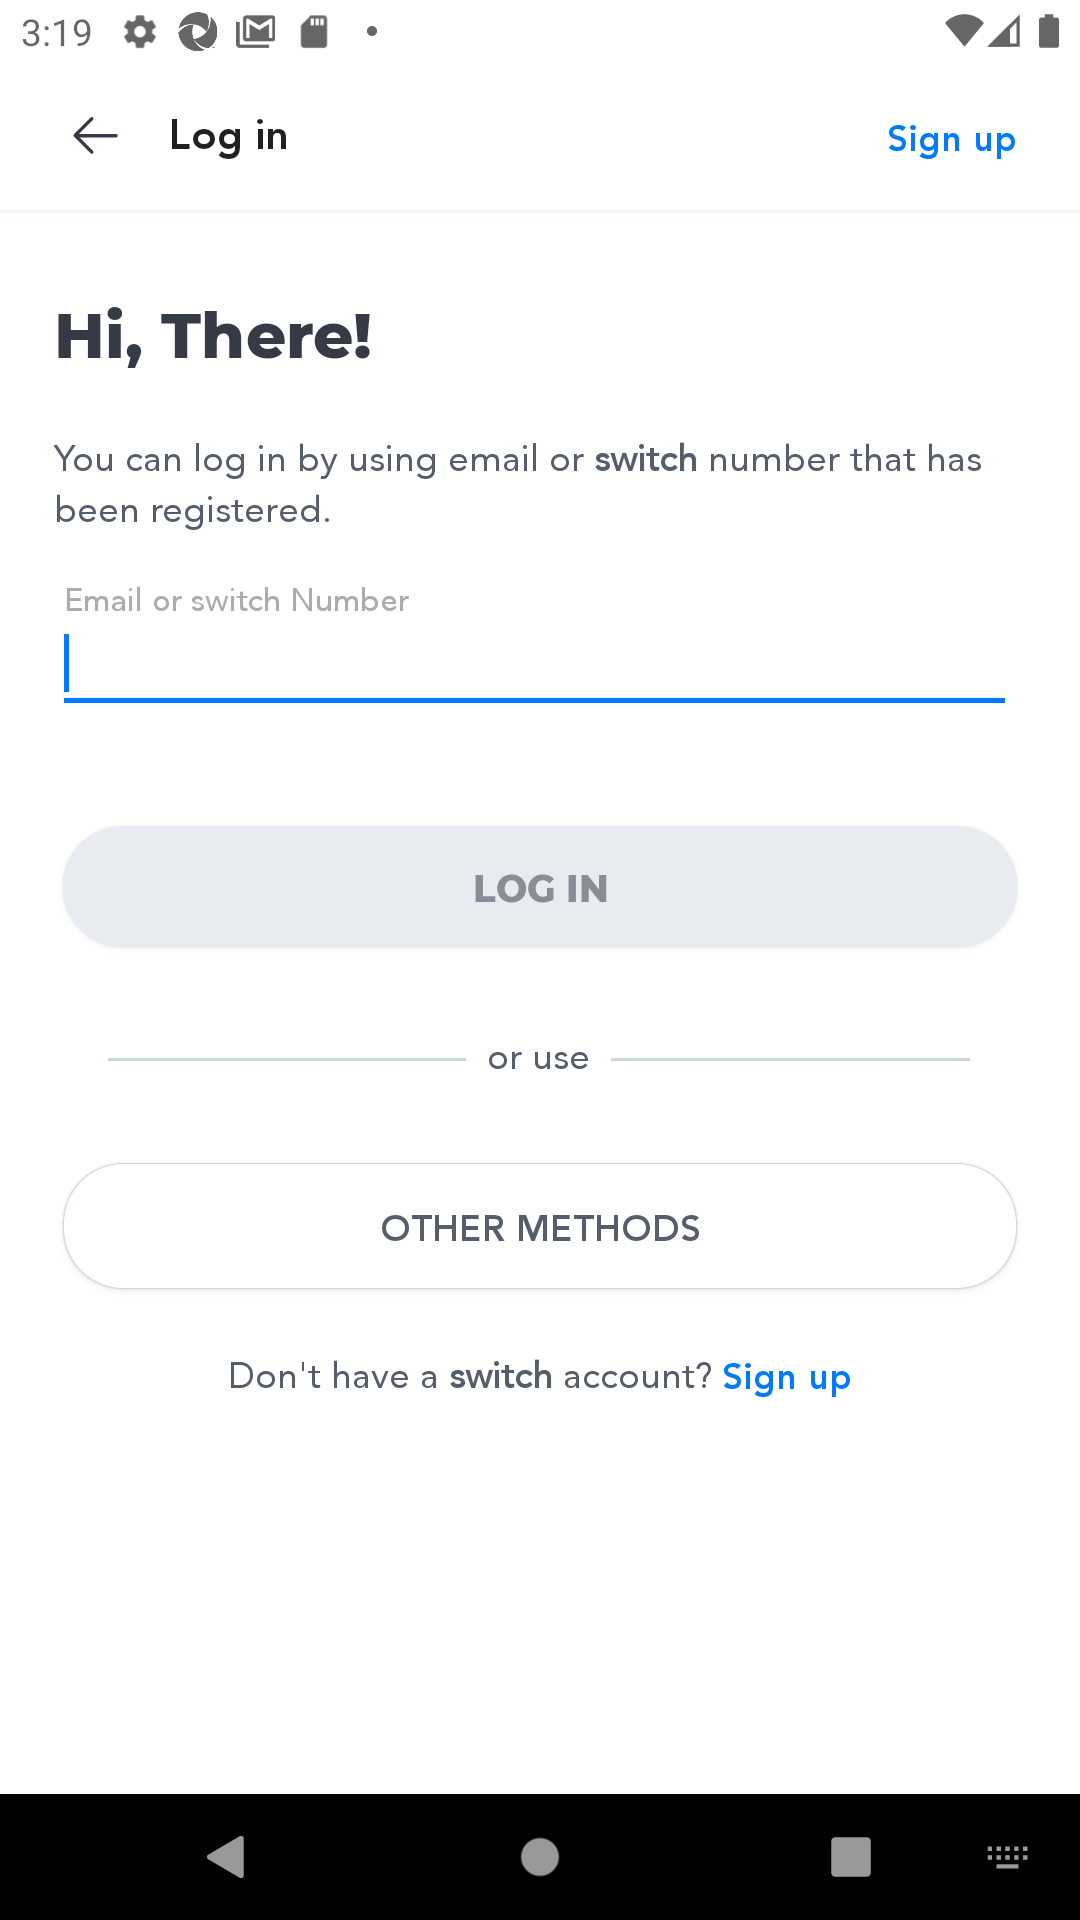 3:19
Log in
Sign up
Hi, There!
You can log in by using email or switch number that has
been registered.
Email or switch Number
LOG IN
or use
OTHER METHODS
Don't have a switch account? Sign up